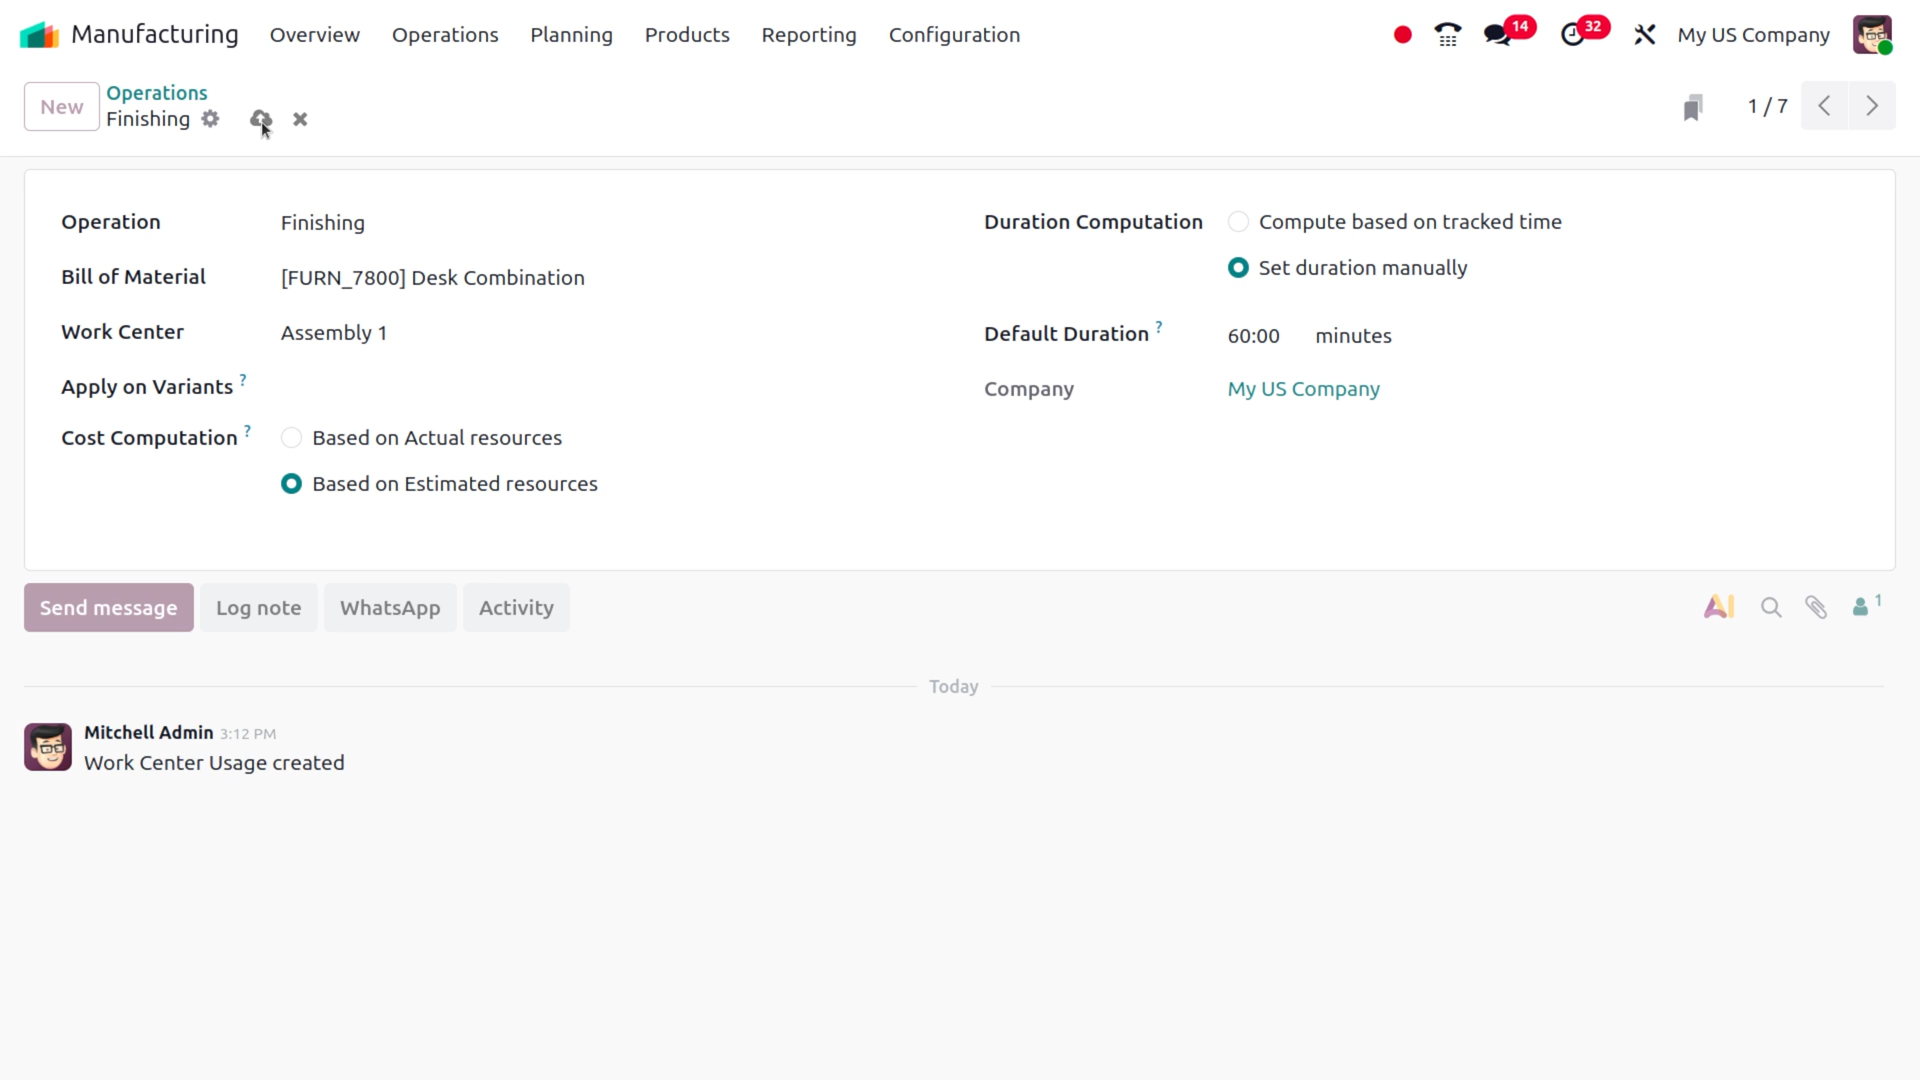 Manufacturing Overview Operations Planning Products Reporting Configuration 14 32 My US Company
New Operations 1 / 7
Finishing
Operation Finishing
Bill of Material [FURN_7800] Desk Combination
Work Center Assembly 1
Apply on Variants ?
Cost Computation ? Based on Actual resources
Based on Estimated resources
Duration Computation Compute based on tracked time
Set duration manually
Default Duration ? 60:00 minutes
Company My US Company
Send message Log note WhatsApp Activity AI 1
Today
Mitchell Admin 3:12 PM
Work Center Usage created